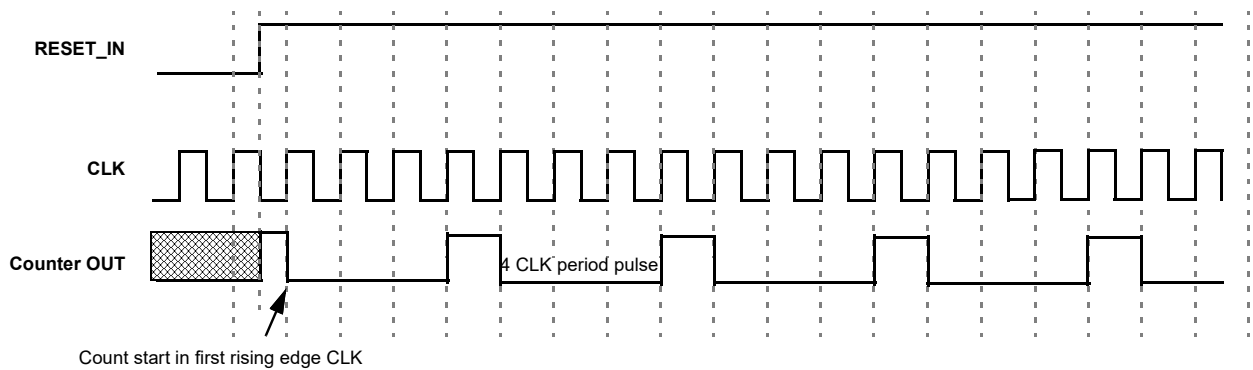 RESET_IN
CLK
Counter OUT
4 CLK period pulse
Count start in first rising edge CLK